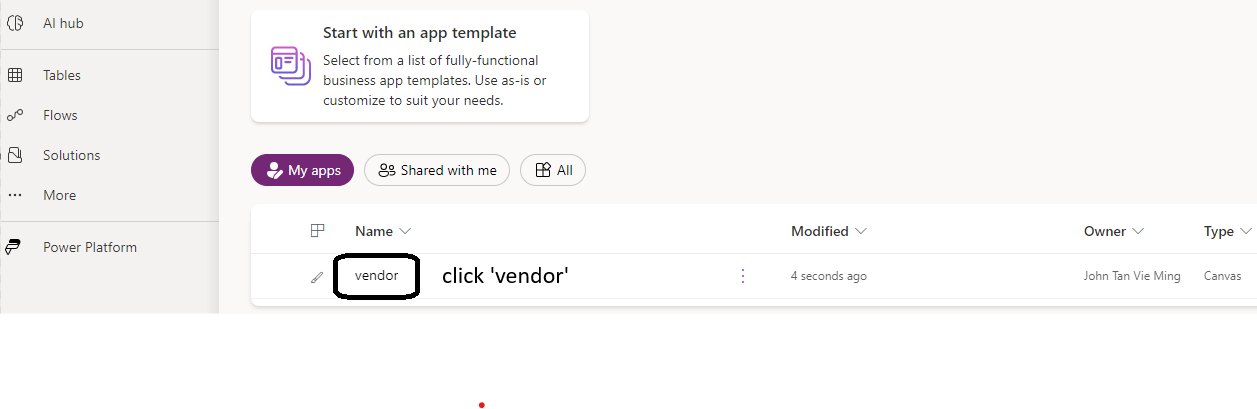 AI hub
Tables
Flows
Solutions
More
Power Platform
Start with an app template
Select from a list of fully-functional
business app templates. Use as-is or
customize to suit your needs.
My apps
Shared with me
All
Name Modified Owner Type
vendor click 'vendor' 4 seconds ago John Tan Vie Ming Canvas